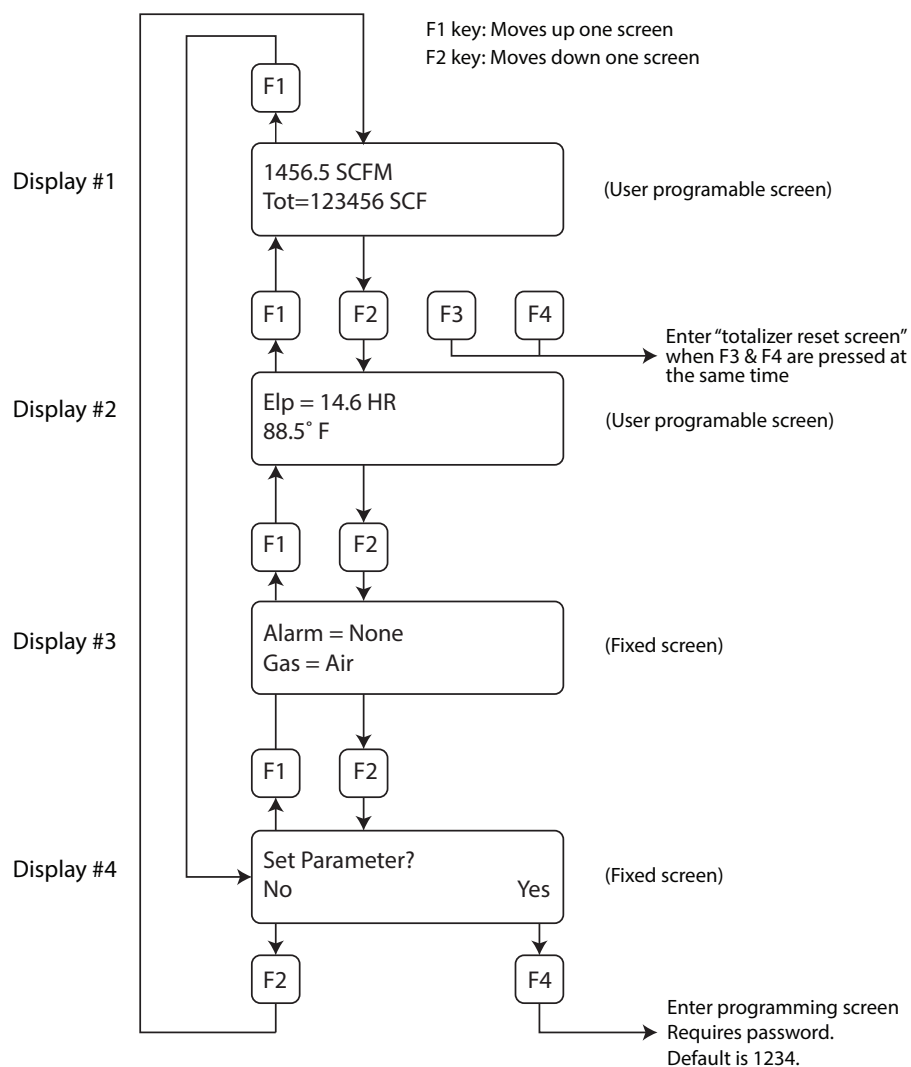 F1 key: Moves up one screen
F2 key: Moves down one screen
F1
Display #1
1456.5 SCFM
Tot=123456 SCF
(User programable screen)
F1
F2
F3
F4
Enter “totalizer reset screen”
when F3 & F4 are pressed at
the same time
Display #2
Elp = 14.6 HR
88.5° F
(User programable screen)
F1
F2
Display #3
Alarm = None
Gas = Air
(Fixed screen)
F1
F2
Display #4
Set Parameter?
No Yes
(Fixed screen)
F2
F4
Enter programming screen
Requires password.
Default is 1234.